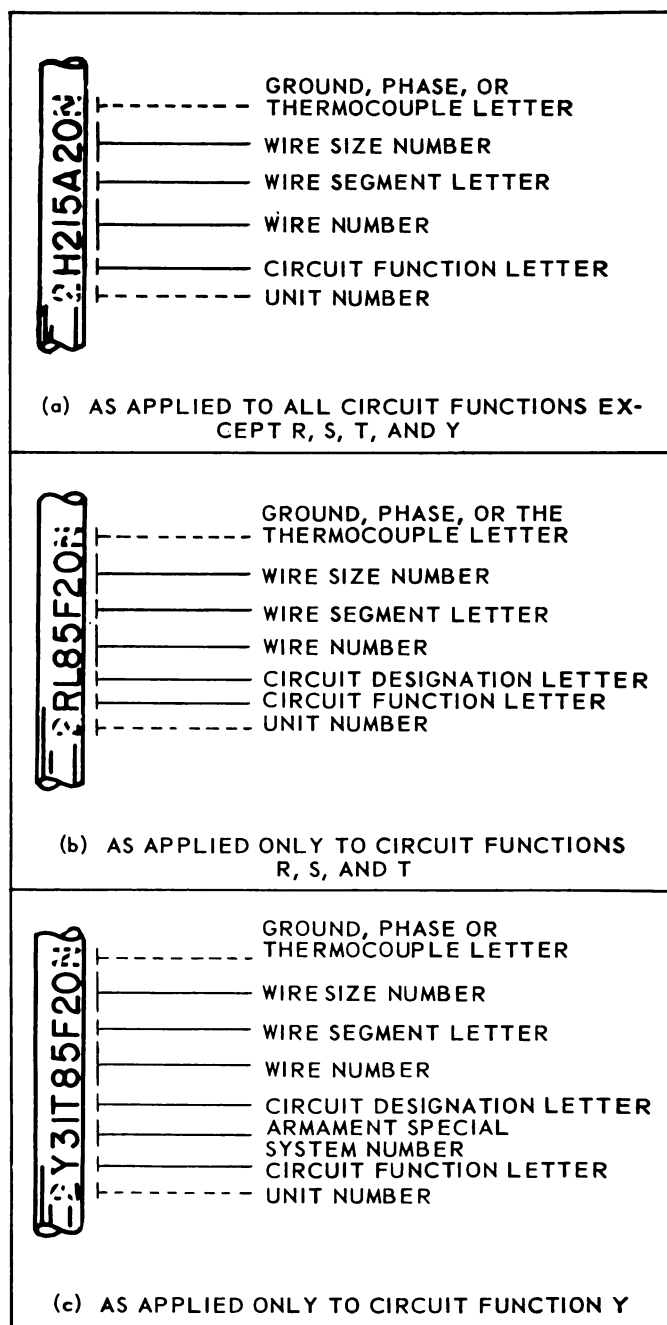 2H215A20N
GROUND, PHASE, OR
THERMOCOUPLE LETTER
WIRE SIZE NUMBER
WIRE SEGMENT LETTER
WIRE NUMBER
CIRCUIT FUNCTION LETTER
UNIT NUMBER
(a) AS APPLIED TO ALL CIRCUIT FUNCTIONS EX-
CEPT R, S, T, AND Y
2RL85F20N
GROUND, PHASE, OR THE
THERMOCOUPLE LETTER
WIRE SIZE NUMBER
WIRE SEGMENT LETTER
WIRE NUMBER
CIRCUIT DESIGNATION LETTER
CIRCUIT FUNCTION LETTER
UNIT NUMBER
(b) AS APPLIED ONLY TO CIRCUIT FUNCTIONS
R, S, AND T
2Y31T85F20N
GROUND, PHASE OR
THERMOCOUPLE LETTER
WIRE SIZE NUMBER
WIRE SEGMENT LETTER
WIRE NUMBER
CIRCUIT DESIGNATION LETTER
ARMAMENT SPECIAL
SYSTEM NUMBER
CIRCUIT FUNCTION LETTER
UNIT NUMBER
(c) AS APPLIED ONLY TO CIRCUIT FUNCTION Y